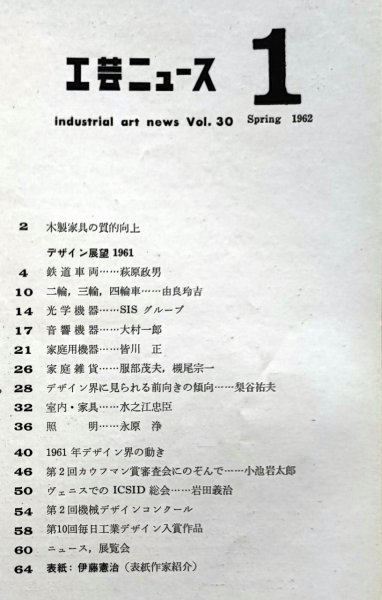 工芸ニュース 1
industrial art news Vol. 30 Spring 1962
2 木製家具の質的向上
デザイン展望 1961
4 鉄道車両……萩原政男
10 二輪，三輪，四輪車……由良玲吉
14 光学機器……SIS グループ
17 音響機器……大村一郎
21 家庭用機器……皆川 正
26 家庭雑貨……服部茂夫，槻尾宗一
28 デザイン界に見られる前向きの傾向……梨谷祐夫
32 室内・家具……水之江忠臣
36 照 明……永原 浄
40 1961 年デザイン界の動き
46 第2回カウフマン賞審査会にのぞんで……小池岩太郎
50 ヴェニスでの ICSID 総会……岩田義治
54 第2回機械デザインコンクール
58 第10回毎日工業デザイン入賞作品
60 ニュース，展覧会
64 表紙：伊藤憲治（表紙作家紹介）